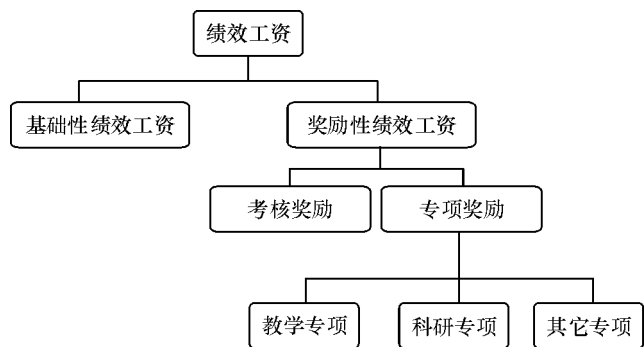 绩效工资
基础性绩效工资
奖励性绩效工资
考核奖励
专项奖励
教学专项
科研专项
其它专项